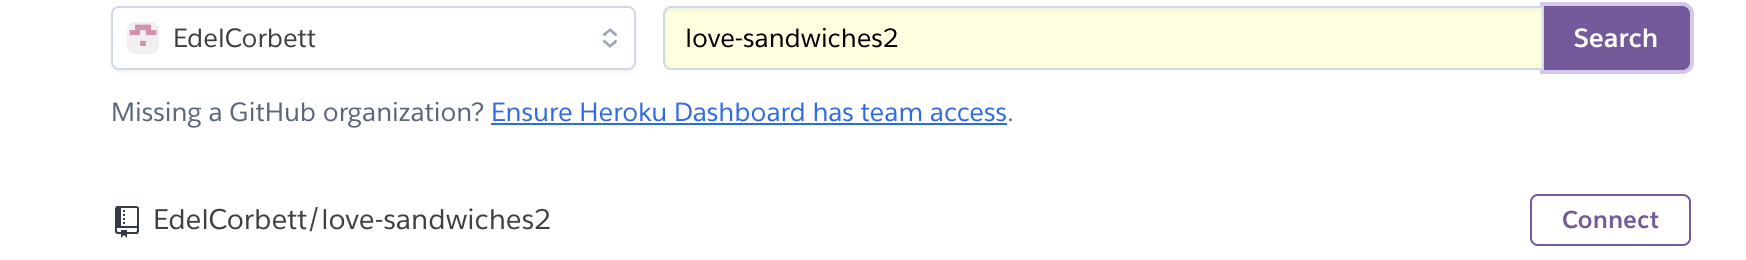 EdelCorbett
love-sandwiches2
Search
Missing a GitHub organization? Ensure Heroku Dashboard has team access.
EdelCorbett/love-sandwiches2
Connect